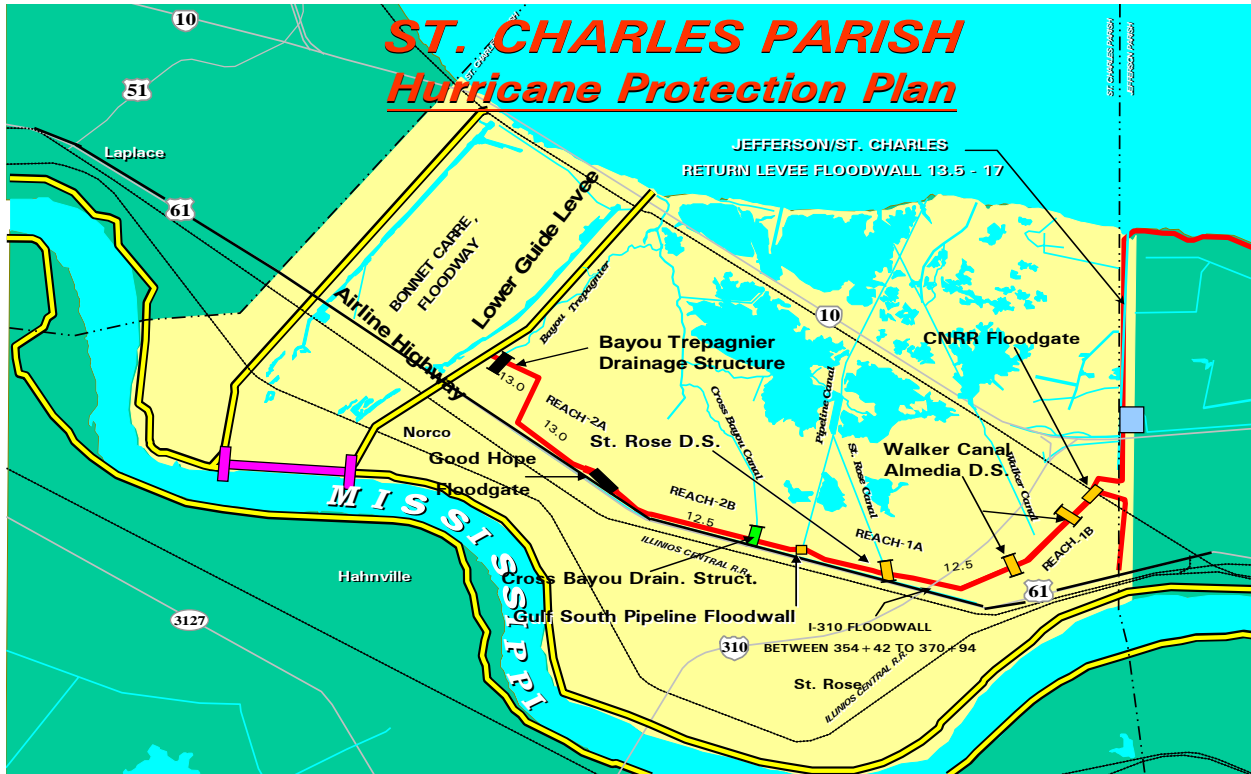 ST. CHARLES PARISH
Hurricane Protection Plan
10
51
Laplace
61
ST. CHARLES PARISH
JEFFERSON PARISH
JEFFERSON/ST. CHARLES
RETURN LEVEE FLOODWALL 13.5 - 17
BONNET CARRE,
FLOODWAY
Lower Guide Levee
Airline Highway
Bayou Trepagnier
Bayou Trepagnier
Drainage Structure
10
CNRR Floodgate
13.0
REACH-2A
13.0
Norco
Good Hope
Floodgate
St. Rose D.S.
Cross Bayou Canal
Pipeline Canal
St. Rose Canal
Walker Canal
Almedia D.S.
Walker Canal
REACH-2B
12.5
REACH-1A
12.5
REACH-1B
ILLINIOS CENTRAL R.R.
MISSISSIPPI
Hahnville
Cross Bayou Drain. Struct.
Gulf South Pipeline Floodwall
61
3127
310
I-310 FLOODWALL
BETWEEN 354+42 TO 370+94
St. Rose
ILLINIOS CENTRAL R.R.